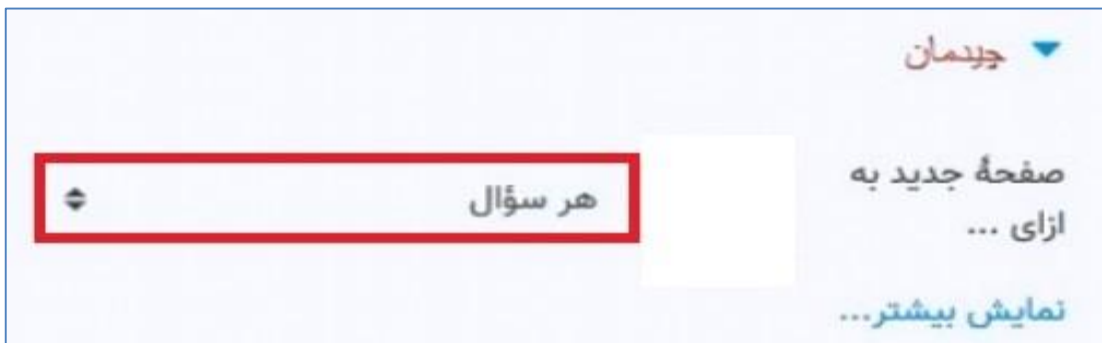 چیدمان
صفحهٔ جدید به
ازای ...
هر سؤال
نمایش بیشتر...